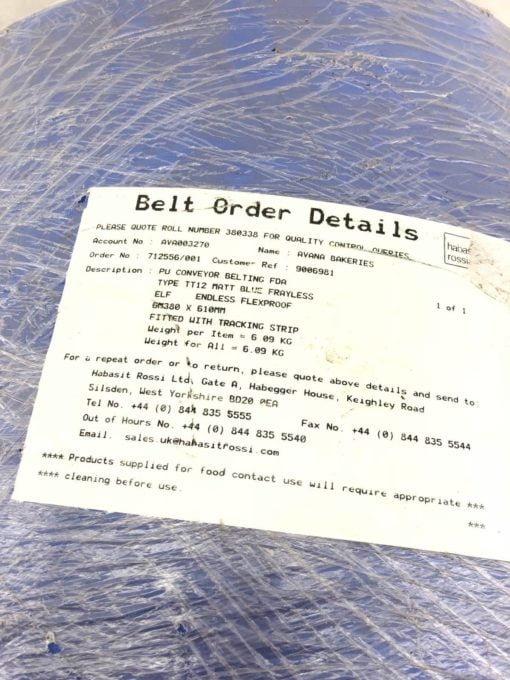 Belt Order Details
PLEASE QUOTE ROLL NUMBER 380338 FOR QUALITY CONTROL QUERIES
Account No : AVA003270 Name : AVANA BAKERIES
Order No : 712556/001 Customer Ref : 9006981
habas
rossi
1 of 1
Description : PU CONVEYOR BELTING FDA
TYPE TT12 MATT BLUE FRAYLESS
ELF ENDLESS FLEXPROOF
X 610MM
FITTED WITH TRACKING STRIP
Weight per Item = 6.09 KG
Weight for All = 6.09 KG
For a repeat order or to return, please quote above details and send to:
Habasit Rossi Ltd, Gate A, Habegger House, Keighley Road
Silsden, West Yorkshire BD20 0EA
Tel No. +44 (0) 844 835 5555 Fax No. +44 (0) 844 835 5544
Out of Hours No. +44 (0) 844 835 5540
Email. sales.uk@habasitrossi.com
**** Products supplied for food contact use will require appropriate ***
**** cleaning before use. ***